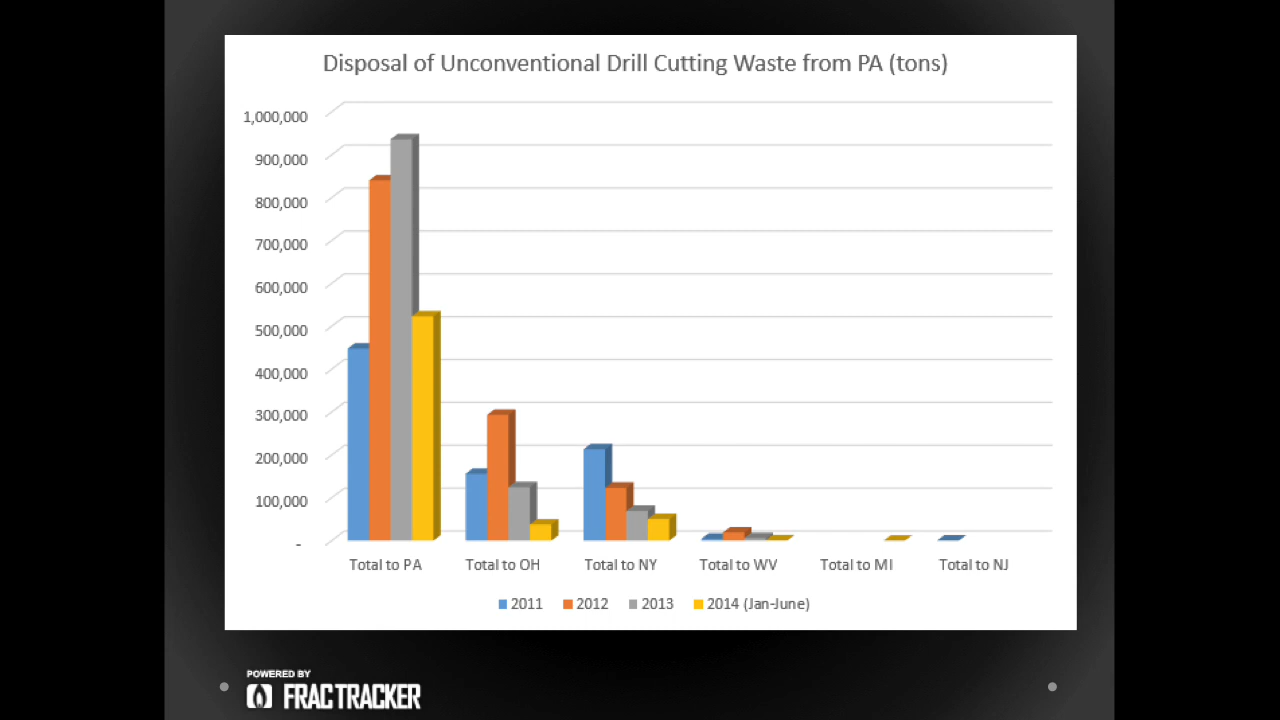 Disposal of Unconventional Drill Cutting Waste from PA (tons)
1,000,000
900,000
800,000
700,000
600,000
500,000
400,000
300,000
200,000
100,000
-
Total to PA Total to OH Total to NY Total to WV Total to MI Total to NJ
2011 2012 2013 2014 (Jan-June)
POWERED BY
FRACTRACKER